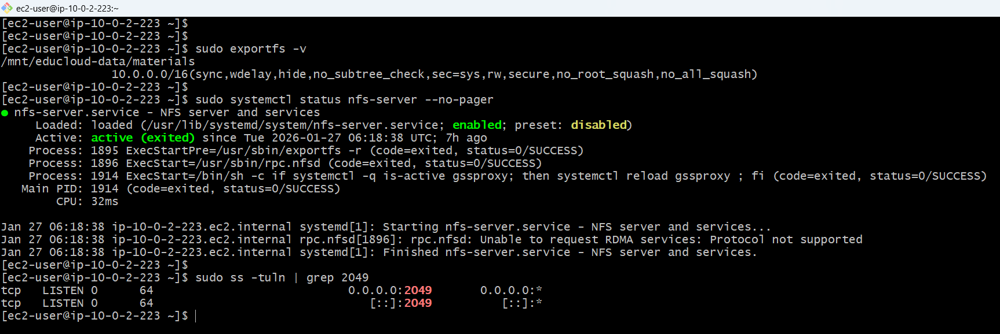 ec2-user@ip-10-0-2-223:~
[ec2-user@ip-10-0-2-223 ~]$
[ec2-user@ip-10-0-2-223 ~]$
[ec2-user@ip-10-0-2-223 ~]$ sudo exportfs -v
/mnt/educloud-data/materials
                10.0.0.0/16(sync,wdelay,hide,no_subtree_check,sec=sys,rw,secure,no_root_squash,no_all_squash)
[ec2-user@ip-10-0-2-223 ~]$
[ec2-user@ip-10-0-2-223 ~]$ sudo systemctl status nfs-server --no-pager
● nfs-server.service - NFS server and services
     Loaded: loaded (/usr/lib/systemd/system/nfs-server.service; enabled; preset: disabled)
     Active: active (exited) since Tue 2026-01-27 06:18:38 UTC; 7h ago
    Process: 1895 ExecStartPre=/usr/sbin/exportfs -r (code=exited, status=0/SUCCESS)
    Process: 1896 ExecStart=/usr/sbin/rpc.nfsd (code=exited, status=0/SUCCESS)
    Process: 1914 ExecStart=/bin/sh -c if systemctl -q is-active gssproxy; then systemctl reload gssproxy ; fi (code=exited, status=0/SUCCESS)
   Main PID: 1914 (code=exited, status=0/SUCCESS)
        CPU: 32ms
Jan 27 06:18:38 ip-10-0-2-223.ec2.internal systemd[1]: Starting nfs-server.service - NFS server and services...
Jan 27 06:18:38 ip-10-0-2-223.ec2.internal rpc.nfsd[1896]: rpc.nfsd: Unable to request RDMA services: Protocol not supported
Jan 27 06:18:38 ip-10-0-2-223.ec2.internal systemd[1]: Finished nfs-server.service - NFS server and services.
[ec2-user@ip-10-0-2-223 ~]$
[ec2-user@ip-10-0-2-223 ~]$ sudo ss -tuln | grep 2049
tcp   LISTEN 0      64                            0.0.0.0:2049       0.0.0.0:*
tcp   LISTEN 0      64                               [::]:2049          [::]:*
[ec2-user@ip-10-0-2-223 ~]$